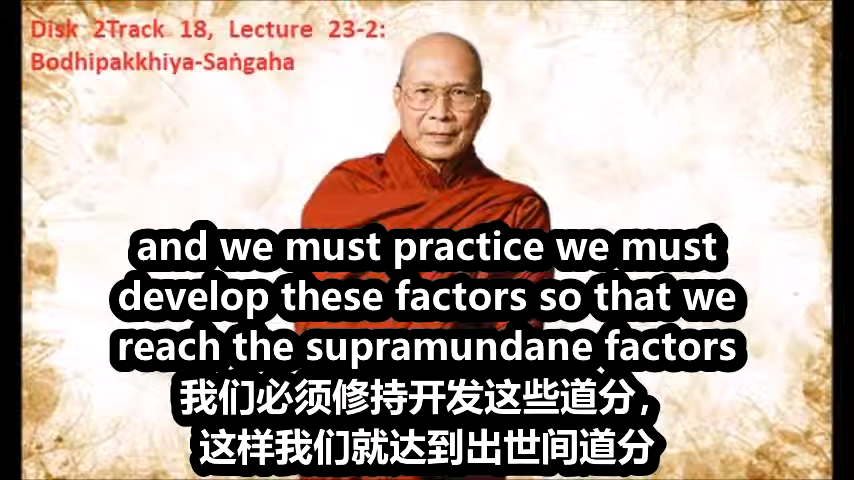 Disk 2Track 18, Lecture 23-2:
Bodhipakkhiya-Saṅgaha
and we must practice we must
develop these factors so that we
reach the supramundane factors
我们必须修持开发这些道分，
这样我们就达到出世间道分